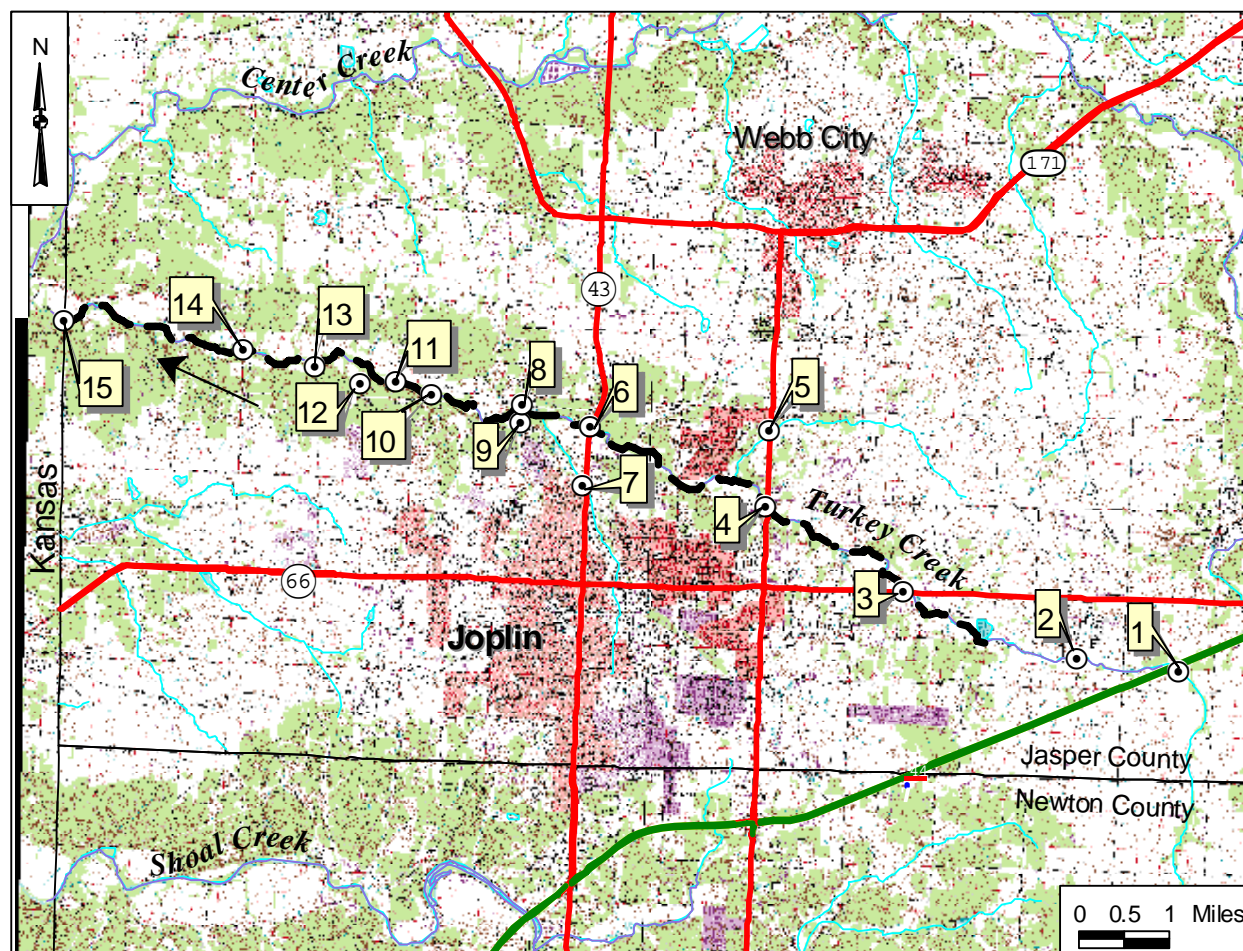 N
Center Creek
Webb City
171
43
14
13
11
8
6
5
15
12
10
9
7
4
Turkey Creek
Kansas
66
3
2
1
Joplin
Jasper County
Newton County
Shoal Creek
0 0.5 1 Miles